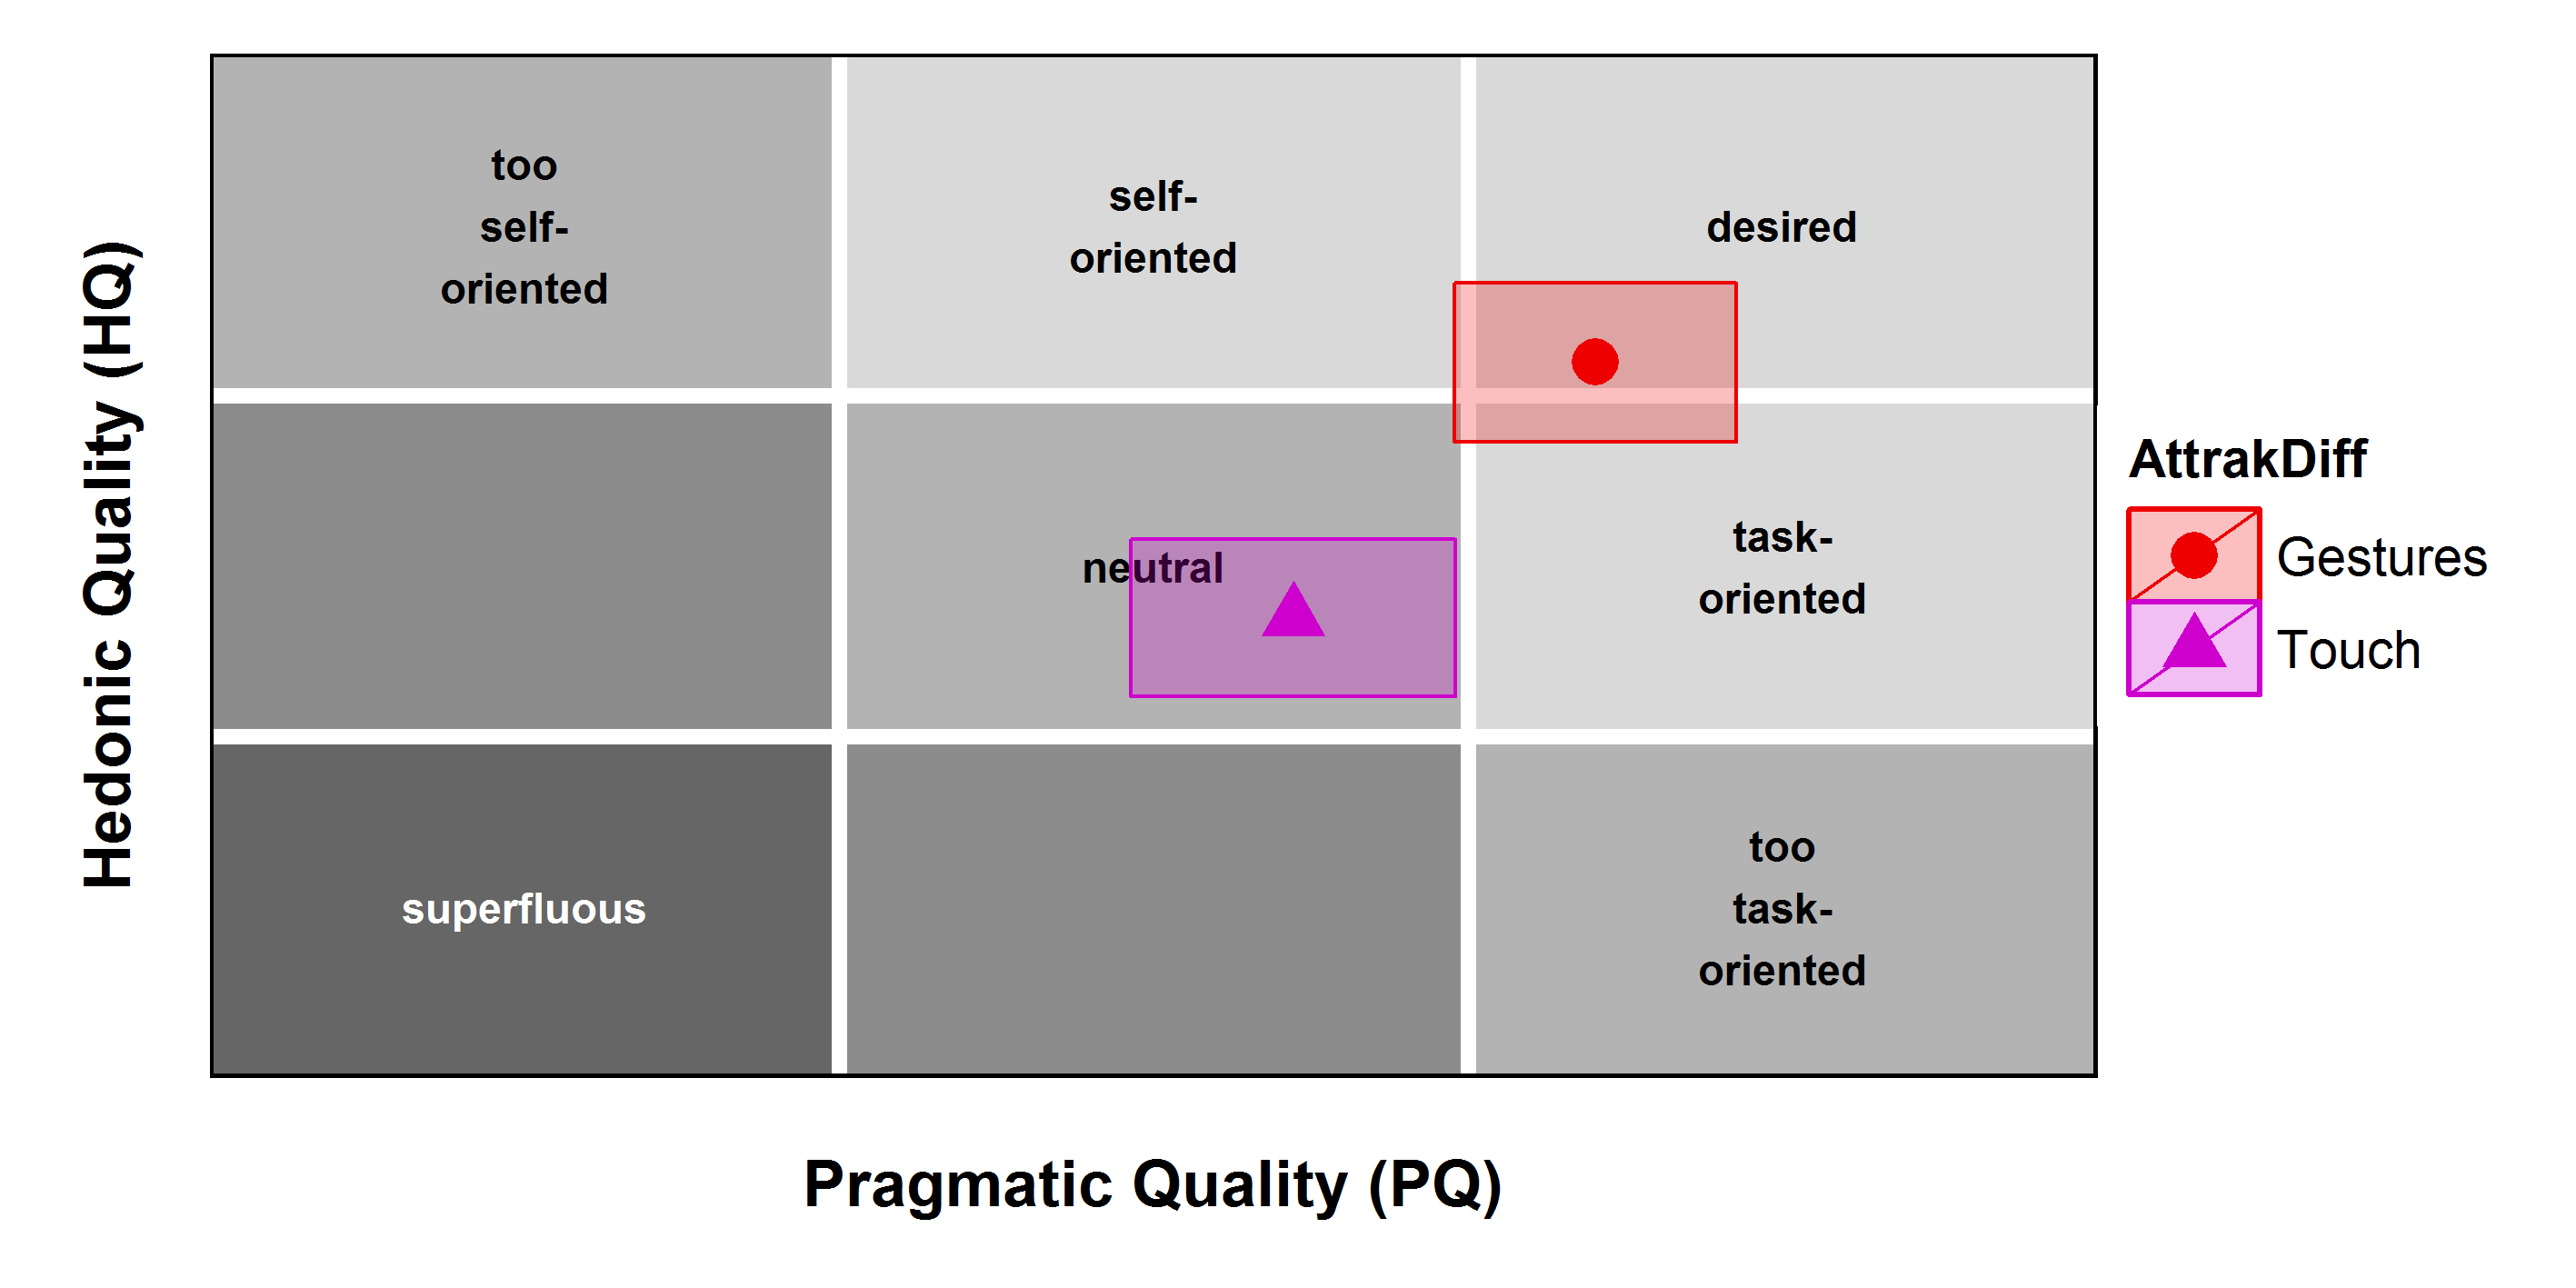 Hedonic Quality (HQ)
too
self-
oriented
self-
oriented
desired
neutral
task-
oriented
superfluous
too
task-
oriented
Pragmatic Quality (PQ)
AttrakDiff
Gestures
Touch